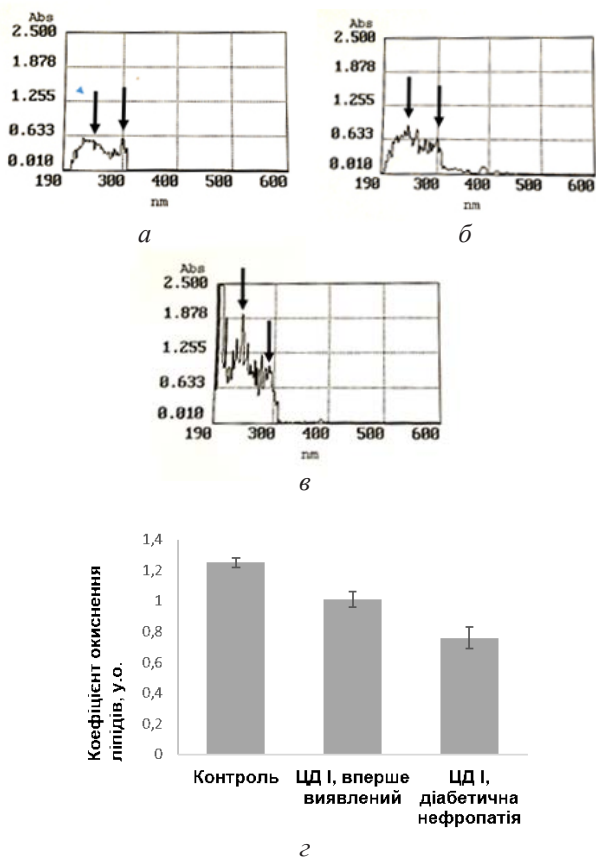 Abs
2.500
1.878
1.255
0.633
0.010
190 300 400 500 600
nm
а
Abs
2.500
1.878
1.255
0.633
0.010
190 300 400 500 600
nm
б
Abs
2.500
1.878
1.255
0.633
0.010
190 300 400 500 600
nm
в
Коефіцієнт окиснення
ліпідів, у.о.
1,4
1,2
1
0,8
0,6
0,4
0,2
0
Контроль
ЦД І, вперше
виявлений
ЦД І,
діабетична
нефропатія
г